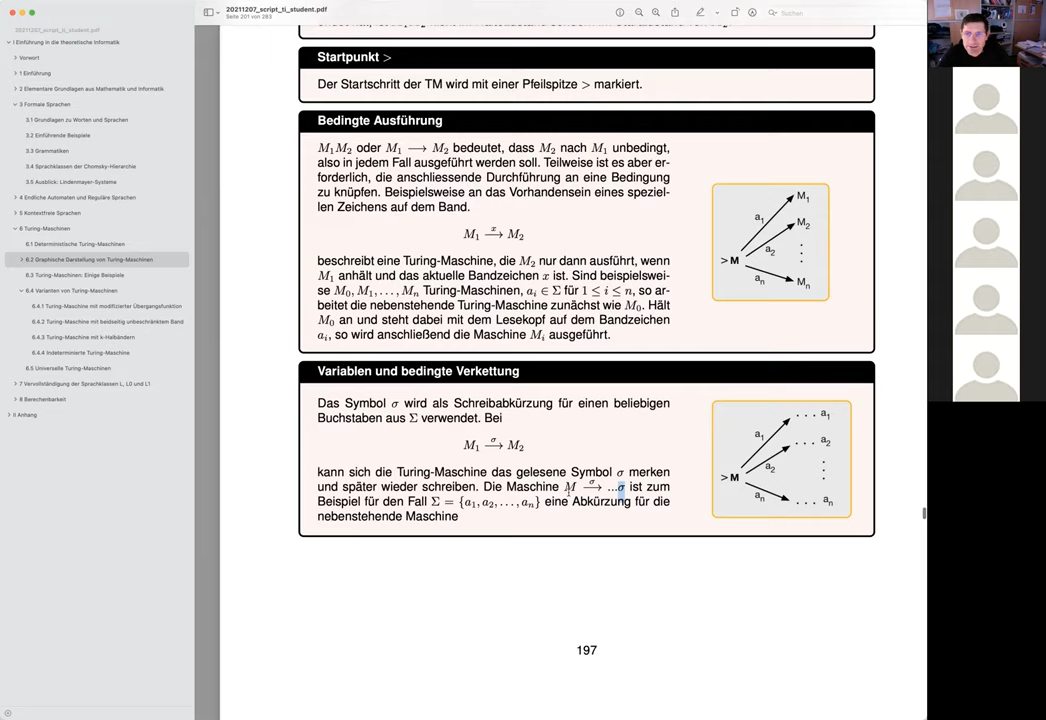 20211207_script_ti_student.pdf
Seite 201 von 283
Suchen
20211207_script_ti_student.pdf
I Einführung in die theoretische Informatik
Vorwort
1 Einführung
2 Elementare Grundlagen aus Mathematik und Informatik
3 Formale Sprachen
3.1 Grundlagen zu Worten und Sprachen
3.2 Einführende Beispiele
3.3 Grammatiken
3.4 Sprachklassen der Chomsky-Hierarchie
3.5 Ausblick: Lindenmayer-Systeme
4 Endliche Automaten und Reguläre Sprachen
5 Kontextfreie Sprachen
6 Turing-Maschinen
6.1 Deterministische Turing-Maschinen
6.2 Graphische Darstellung von Turing-Maschinen
6.3 Turing-Maschinen: Einige Beispiele
6.4 Varianten von Turing-Maschinen
6.4.1 Turing-Maschine mit modifizierter Übergangsfunktion
6.4.2 Turing-Maschine mit beidseitig unbeschränktem Band
6.4.3 Turing-Maschine mit k-Halbändern
6.4.4 Indeterminierte Turing-Maschine
6.5 Universelle Turing-Maschinen
7 Vervollständigung der Sprachklassen L, L0 und L1
8 Berechenbarkeit
II Anhang
Startpunkt >
Der Startschritt der TM wird mit einer Pfeilspitze > markiert.
Bedingte Ausführung
M₁M₂ oder M₁ ⟶ M₂ bedeutet, dass M₂ nach M₁ unbedingt,
also in jedem Fall ausgeführt werden soll. Teilweise ist es aber er-
forderlich, die anschliessende Durchführung an eine Bedingung
zu knüpfen. Beispielsweise an das Vorhandensein eines speziel-
len Zeichens auf dem Band.
M₁ —x→ M₂
beschreibt eine Turing-Maschine, die M₂ nur dann ausführt, wenn
M₁ anhält und das aktuelle Bandzeichen x ist. Sind beispielswei-
se M₀, M₁, . . . , Mₙ Turing-Maschinen, aᵢ ∈ Σ für 1 ≤ i ≤ n, so ar-
beitet die nebenstehende Turing-Maschine zunächst wie M₀. Hält
M₀ an und steht dabei mit dem Lesekopf auf dem Bandzeichen
aᵢ, so wird anschließend die Maschine Mᵢ ausgeführt.
> M
a₁
M₁
a₂
M₂
⋮
aₙ
Mₙ
Variablen und bedingte Verkettung
Das Symbol σ wird als Schreibabkürzung für einen beliebigen
Buchstaben aus Σ verwendet. Bei
M₁ —σ→ M₂
kann sich die Turing-Maschine das gelesene Symbol σ merken
und später wieder schreiben. Die Maschine M —σ→ ...σ ist zum
Beispiel für den Fall Σ = {a₁, a₂, . . . , aₙ} eine Abkürzung für die
nebenstehende Maschine
> M
a₁
. . . a₁
a₂
. . . a₂
⋮
aₙ
. . . aₙ
197